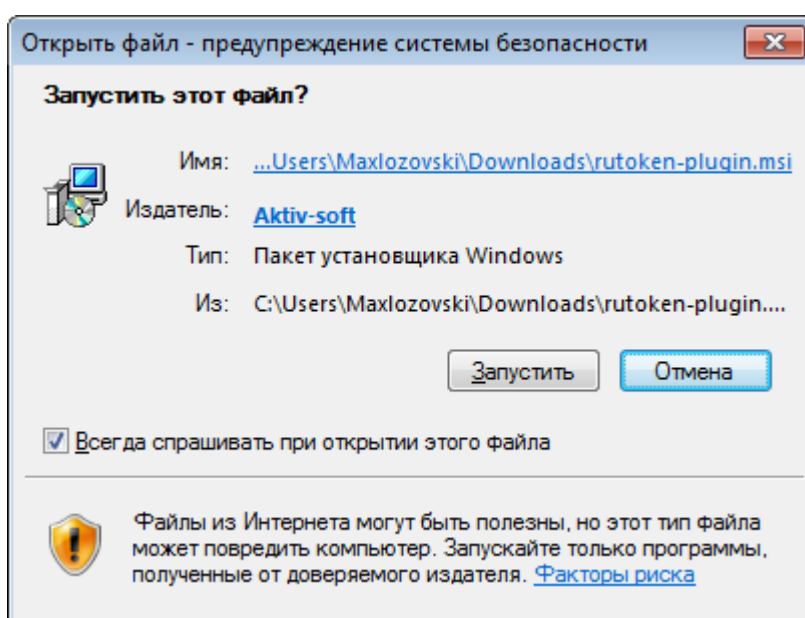 Открыть файл - предупреждение системы безопасности
Запустить этот файл?
Имя: ...Users\Maxlozovski\Downloads\rutoken-plugin.msi
Издатель: Aktiv-soft
Тип: Пакет установщика Windows
Из: C:\Users\Maxlozovski\Downloads\rutoken-plugin....
Запустить Отмена
Всегда спрашивать при открытии этого файла
Файлы из Интернета могут быть полезны, но этот тип файла
может повредить компьютер. Запускайте только программы,
полученные от доверяемого издателя. Факторы риска